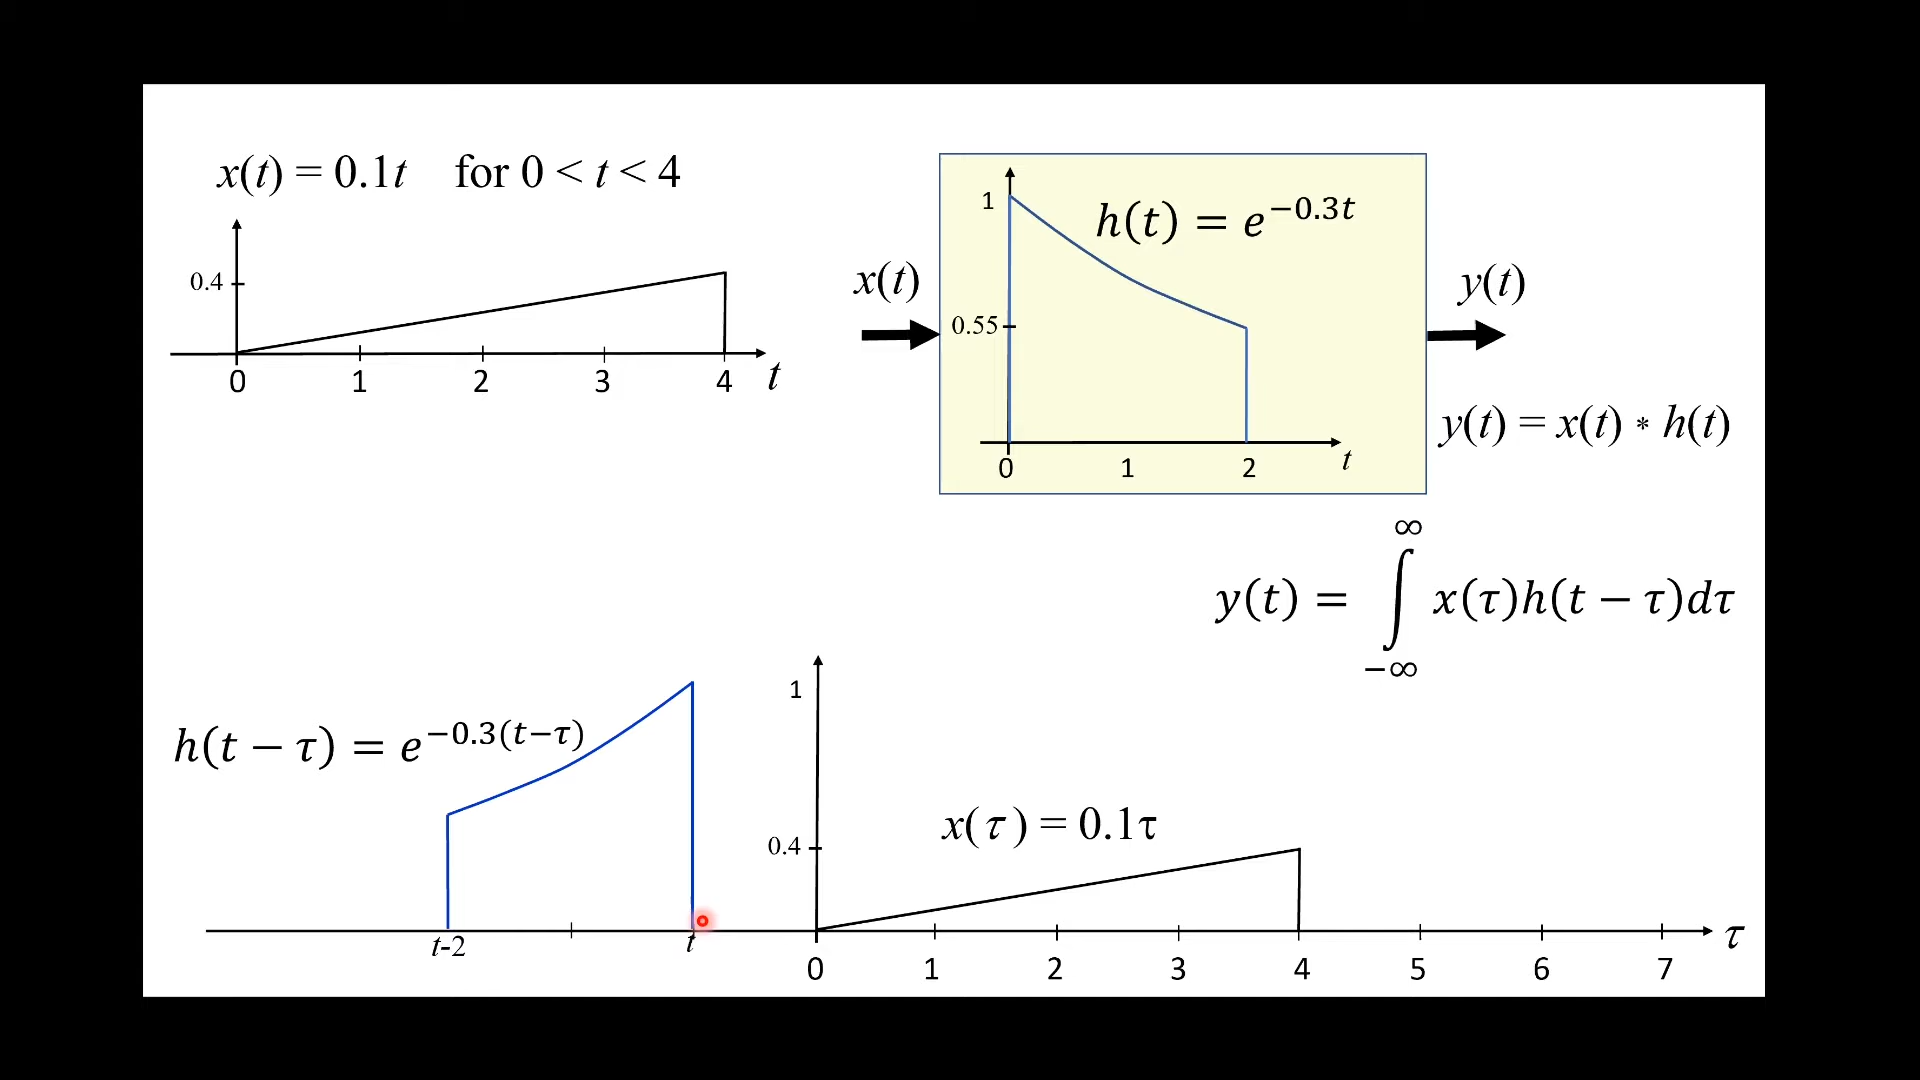 x(t) = 0.1t for 0 < t < 4
0.4
0 1 2 3 4 t
x(t)
1
h(t) = e^{−0.3t}
0.55
0 1 2 t
y(t)
y(t) = x(t) * h(t)
y(t) = ∫_{−∞}^{∞} x(τ)h(t − τ)dτ
h(t − τ) = e^{−0.3(t−τ)}
t-2 t
1
0.4
x(τ) = 0.1τ
0 1 2 3 4 5 6 7 τ